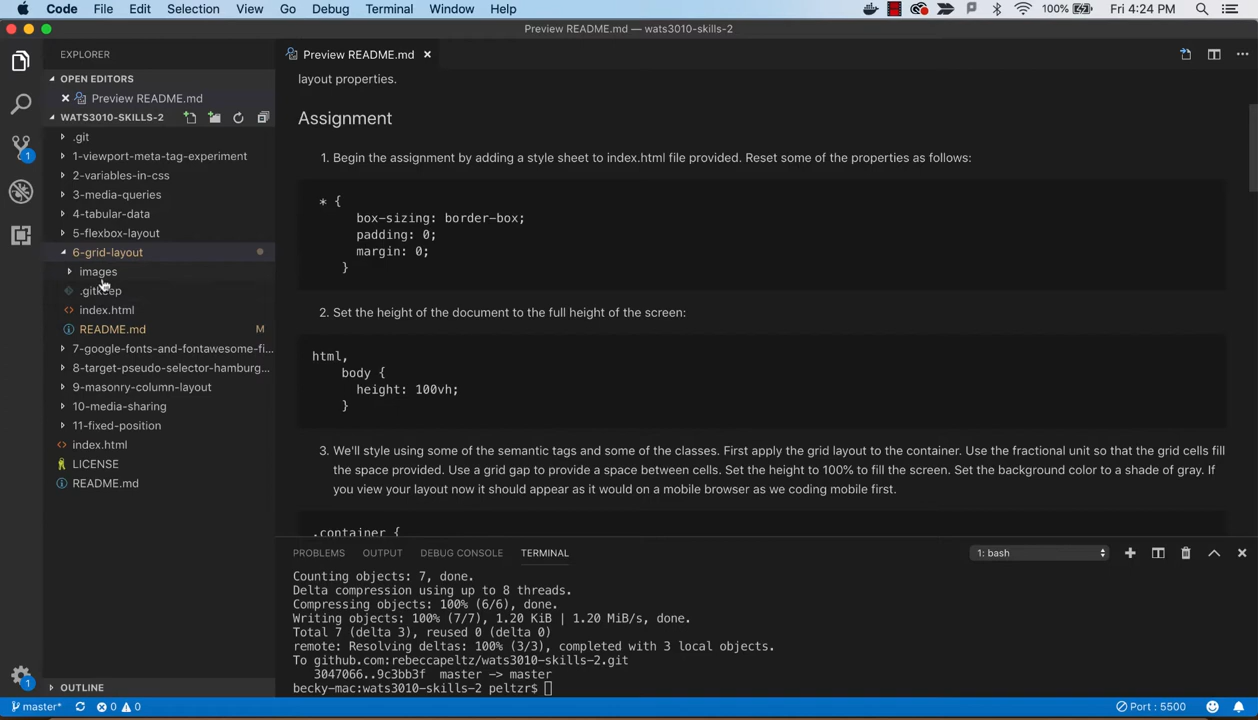 Code File Edit Selection View Go Debug Terminal Window Help 100% Fri 4:24 PM
Preview README.md — wats3010-skills-2
EXPLORER
OPEN EDITORS
Preview README.md
WATS3010-SKILLS-2
.git
1-viewport-meta-tag-experiment
2-variables-in-css
3-media-queries
4-tabular-data
5-flexbox-layout
6-grid-layout
images
.gitkeep
index.html
README.md M
7-google-fonts-and-fontawesome-fi...
8-target-pseudo-selector-hamburg...
9-masonry-column-layout
10-media-sharing
11-fixed-position
index.html
LICENSE
README.md
OUTLINE
Preview README.md
layout properties.
Assignment
1. Begin the assignment by adding a style sheet to index.html file provided. Reset some of the properties as follows:
* {
box-sizing: border-box;
padding: 0;
margin: 0;
}
2. Set the height of the document to the full height of the screen:
html,
body {
height: 100vh;
}
3. We'll style using some of the semantic tags and some of the classes. First apply the grid layout to the container. Use the fractional unit so that the grid cells fill
the space provided. Use a grid gap to provide a space between cells. Set the height to 100% to fill the screen. Set the background color to a shade of gray. If
you view your layout now it should appear as it would on a mobile browser as we coding mobile first.
.container {
PROBLEMS OUTPUT DEBUG CONSOLE TERMINAL 1: bash
Counting objects: 7, done.
Delta compression using up to 8 threads.
Compressing objects: 100% (6/6), done.
Writing objects: 100% (7/7), 1.20 KiB | 1.20 MiB/s, done.
Total 7 (delta 3), reused 0 (delta 0)
remote: Resolving deltas: 100% (3/3), completed with 3 local objects.
To github.com:rebeccapeltz/wats3010-skills-2.git
3047066..9c3bb3f master -> master
becky-mac:wats3010-skills-2 peltzr$
1
1
master* 0 0 Port : 5500